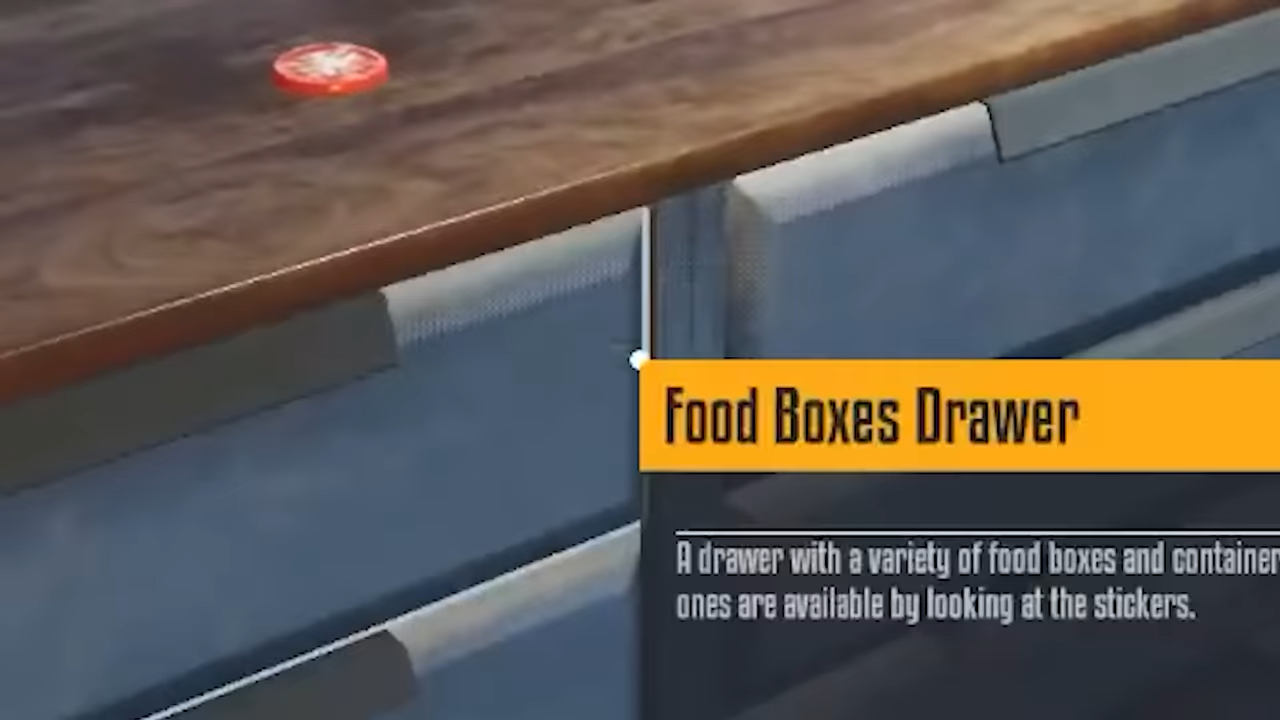 Food Boxes Drawer
A drawer with a variety of food boxes and container
ones are available by looking at the stickers.